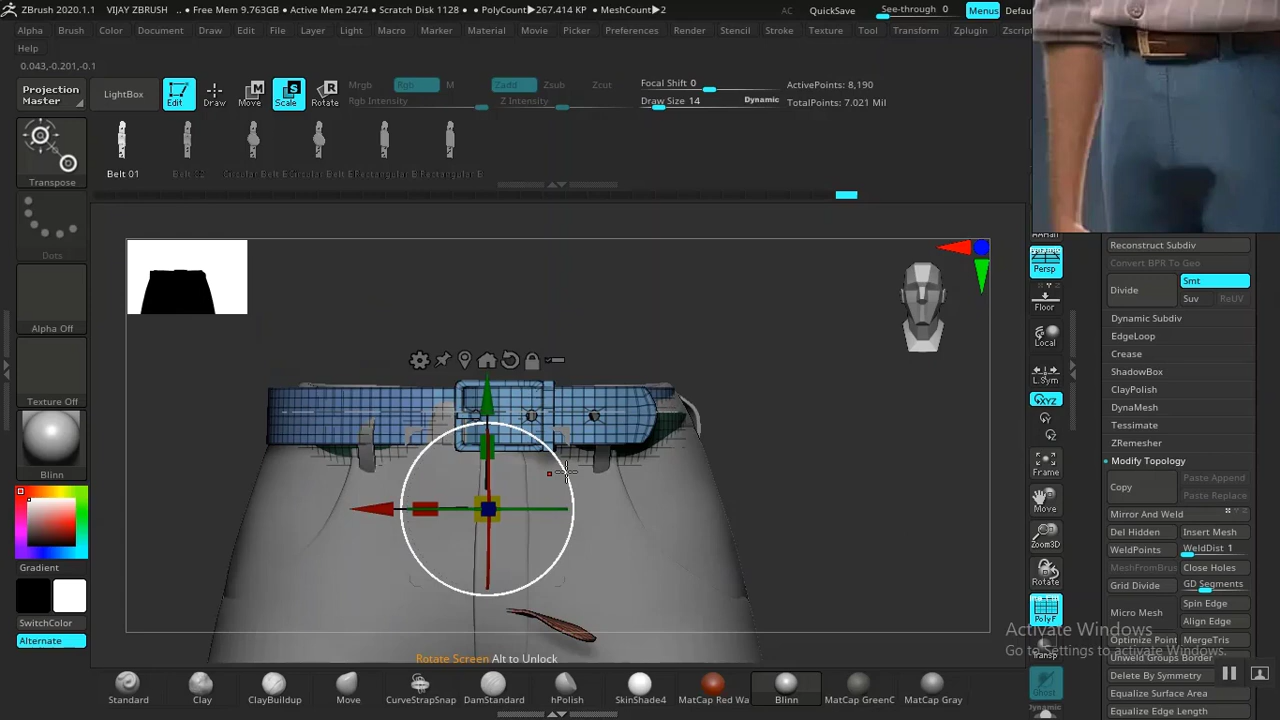 ZBrush 2020.1.1 VIJAY ZBRUSH .. • Free Mem 9.763GB • Active Mem 2474 • Scratch Disk 1128 • • PolyCount▶267.414 KP • MeshCount▶2 AC QuickSave See-through 0 Menus Defau
Alpha Brush Color Document Draw Edit File Layer Light Macro Marker Material Movie Picker Preferences Render Stencil Stroke Texture Tool Transform Zplugin Zscrip
Help
0.043,-0.201,-0.1
Projection Master
LightBox
Edit Draw Move Scale Rotate
Mrgb Rgb M Zadd Zsub Zcut
Rgb Intensity Z Intensity
Focal Shift 0
Draw Size 14 Dynamic
ActivePoints: 8,190
TotalPoints: 7.021 Mil
Transpose
Dots
Alpha Off
Texture Off
Blinn
Gradient
SwitchColor
Alternate
Belt 01
Rotate Screen Alt to Unlock
Standard Clay ClayBuildup Move CurveStrapSnap DamStandard hPolish SkinShade4 MatCap Red Wa Blinn MatCap GreenC MatCap Gray
Persp
Floor
Local
L.Sym
XYZ
Y
Z
Frame
Move
Zoom3D
Rotate
PolyF
Transp
Ghost
Dynamic
Reconstruct Subdiv
Convert BPR To Geo
Divide Smt
Suv ReUV
Dynamic Subdiv
EdgeLoop
Crease
ShadowBox
ClayPolish
DynaMesh
Tessimate
ZRemesher
Modify Topology
Copy Paste Append
Paste Replace
Mirror And Weld
Del Hidden Insert Mesh
WeldPoints WeldDist 1
MeshFromBrus Close Holes
Grid Divide GD Segments
Micro Mesh Spin Edge
Align Edge
Optimize Point MergeTris
Unweld Groups Border
Delete By Symmetry
Equalize Surface Area
Equalize Edge Length
Activate Windows
Go to Settings to activate Windows.